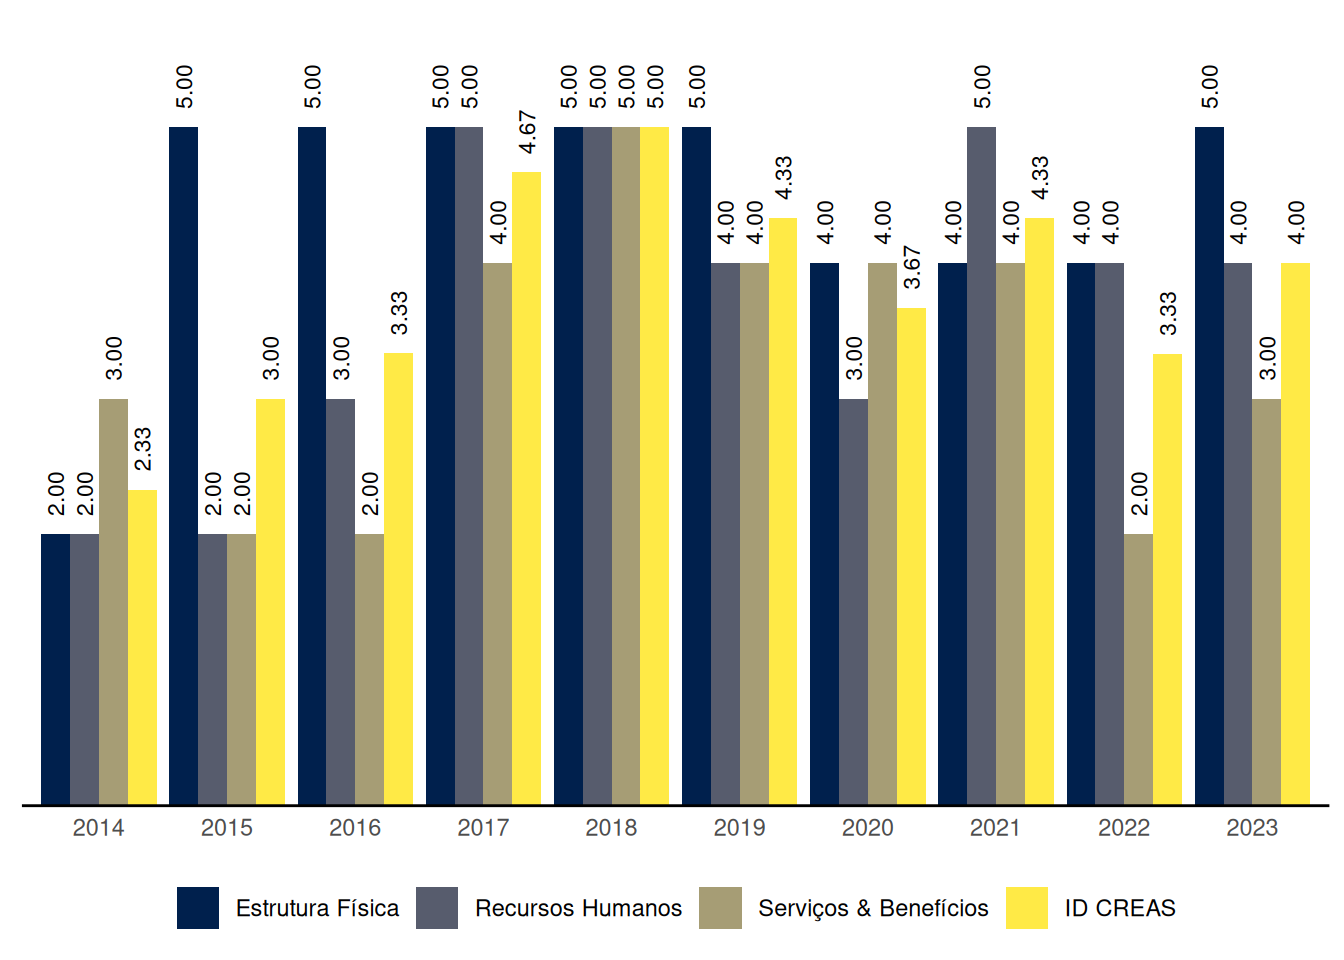 2.00 2.00 3.00 2.33
5.00 2.00 2.00 3.00
5.00 3.00 2.00 3.33
5.00 5.00 4.00 4.67
5.00 5.00 5.00 5.00
5.00 4.00 4.00 4.33
4.00 3.00 4.00 3.67
4.00 5.00 4.00 4.33
4.00 4.00 2.00 3.33
5.00 4.00 3.00 4.00
2014 2015 2016 2017 2018 2019 2020 2021 2022 2023
Estrutura Física Recursos Humanos Serviços & Benefícios ID CREAS